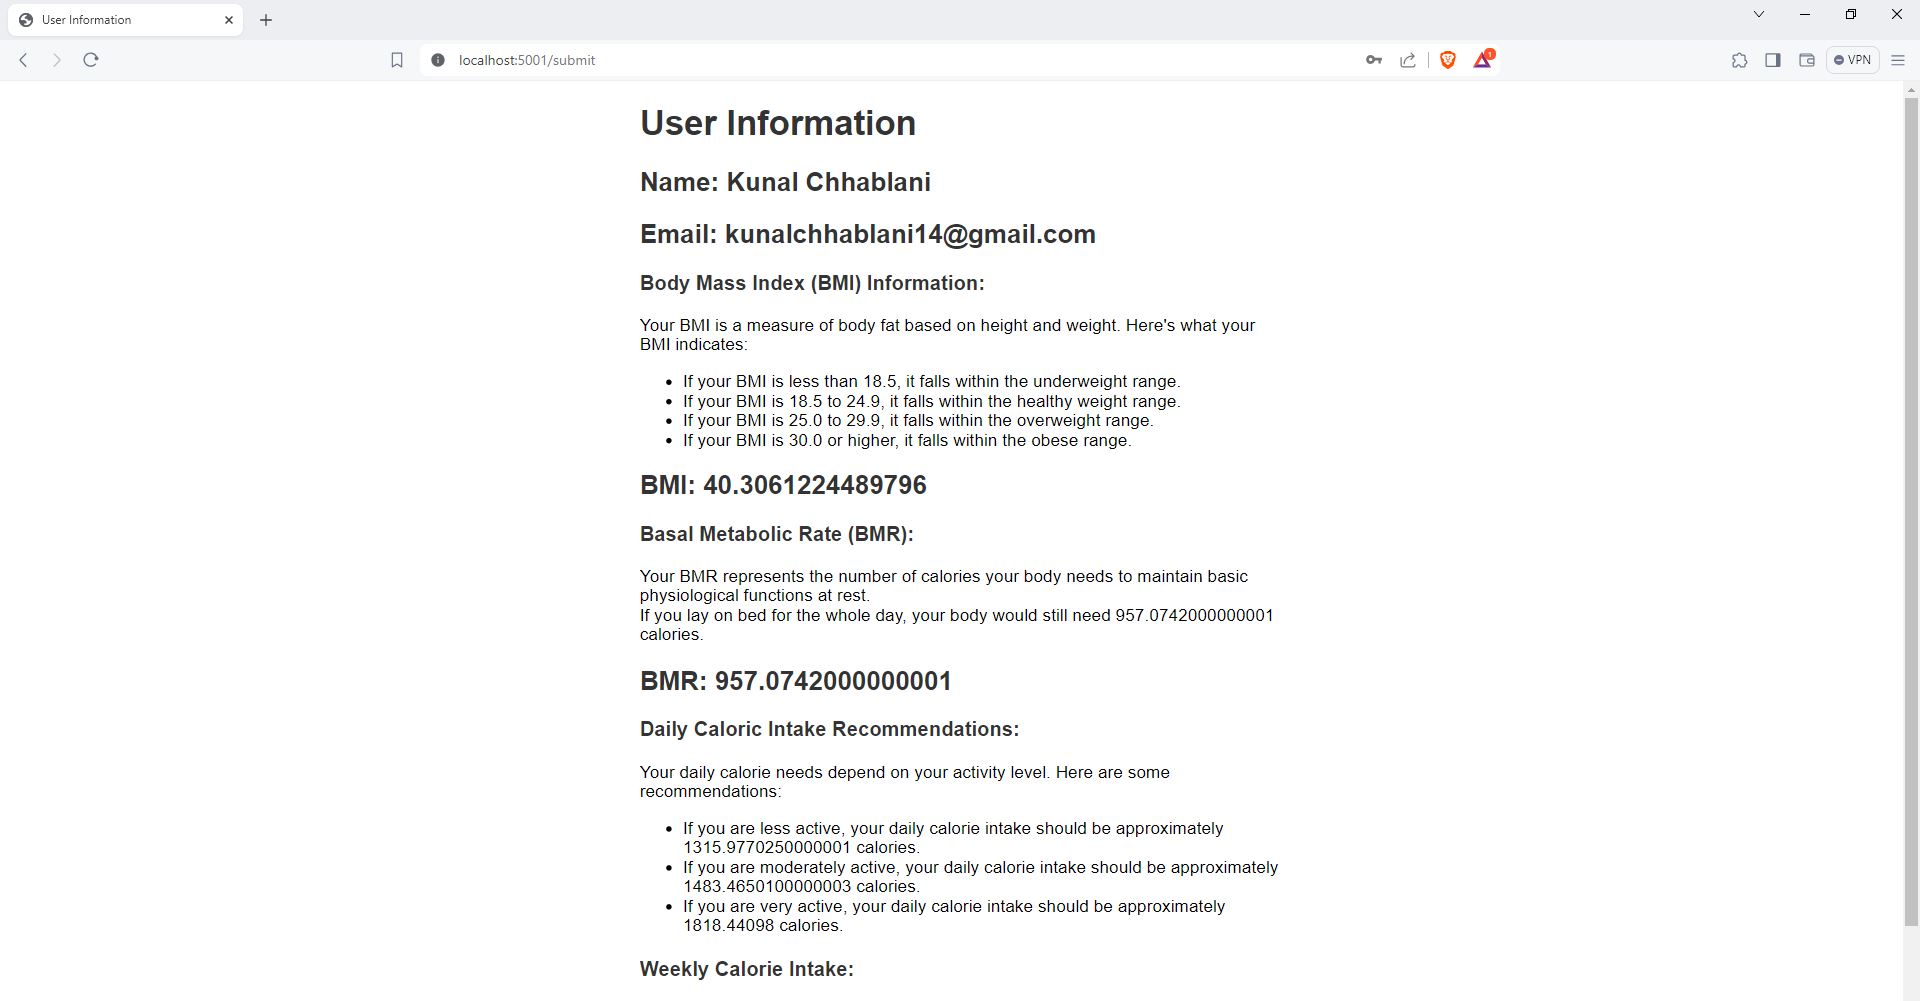 User Information
localhost:5001/submit
1
VPN
User Information
Name: Kunal Chhablani
Email: kunalchhablani14@gmail.com
Body Mass Index (BMI) Information:
Your BMI is a measure of body fat based on height and weight. Here's what your
BMI indicates:
If your BMI is less than 18.5, it falls within the underweight range.
If your BMI is 18.5 to 24.9, it falls within the healthy weight range.
If your BMI is 25.0 to 29.9, it falls within the overweight range.
If your BMI is 30.0 or higher, it falls within the obese range.
BMI: 40.3061224489796
Basal Metabolic Rate (BMR):
Your BMR represents the number of calories your body needs to maintain basic
physiological functions at rest.
If you lay on bed for the whole day, your body would still need 957.0742000000001
calories.
BMR: 957.0742000000001
Daily Caloric Intake Recommendations:
Your daily calorie needs depend on your activity level. Here are some
recommendations:
If you are less active, your daily calorie intake should be approximately
1315.9770250000001 calories.
If you are moderately active, your daily calorie intake should be approximately
1483.4650100000003 calories.
If you are very active, your daily calorie intake should be approximately
1818.44098 calories.
Weekly Calorie Intake: